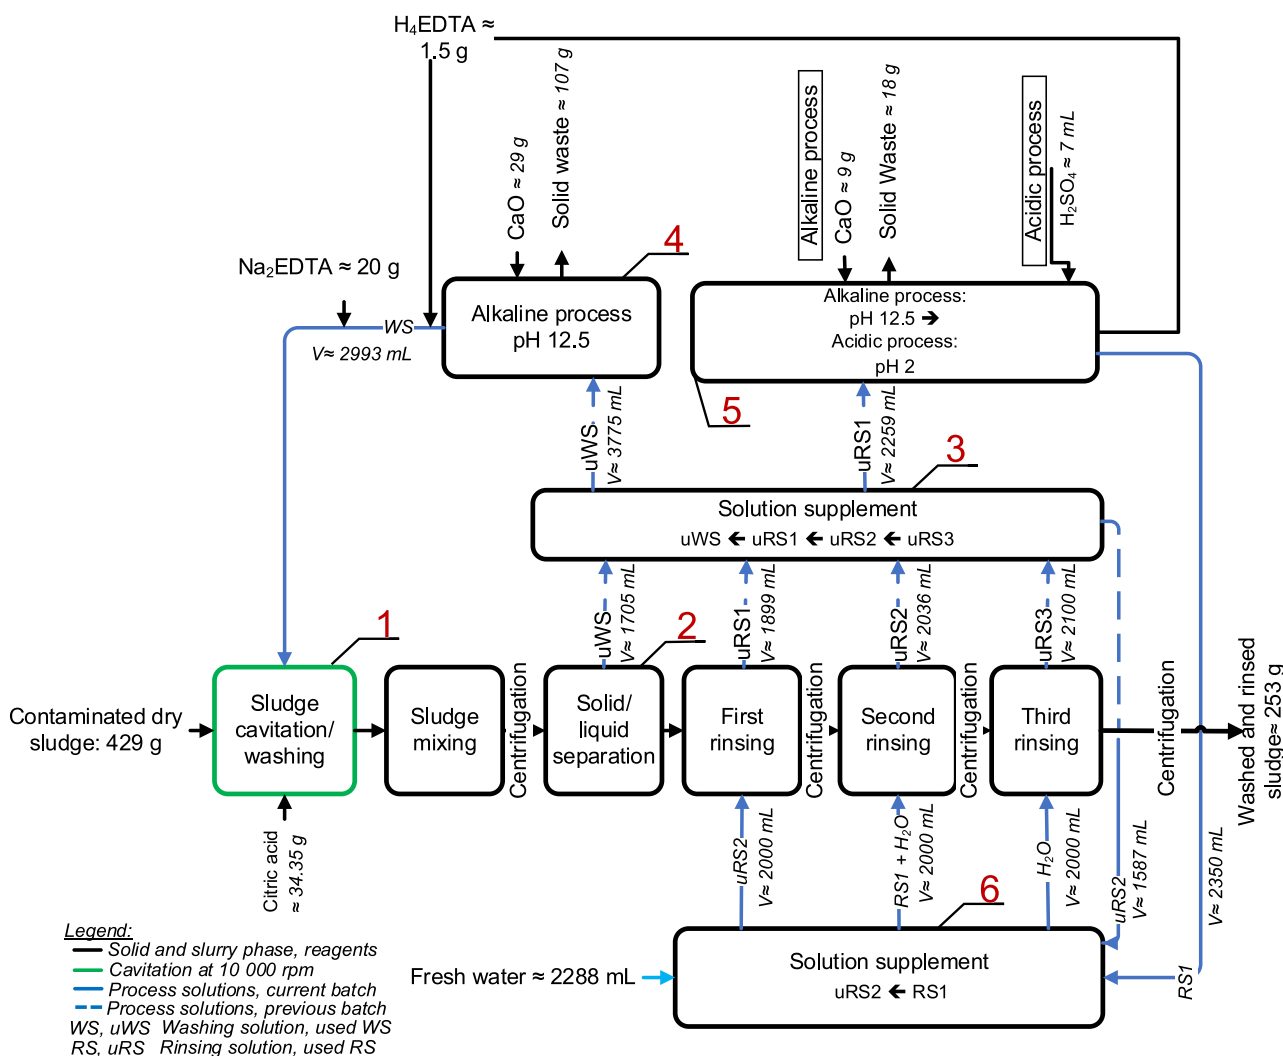 H₄EDTA ≈
1.5 g
CaO ≈ 29 g
Solid waste ≈ 107 g
Alkaline process
CaO ≈ 9 g
Solid Waste ≈ 18 g
Acidic process
H₂SO₄ ≈ 7 mL
Na₂EDTA ≈ 20 g
WS
V≈ 2993 mL
4
Alkaline process
pH 12.5
Alkaline process:
pH 12.5 →
Acidic process:
pH 2
5
uWS
V≈ 3775 mL
uRS1
V≈ 2259 mL
3
Solution supplement
uWS ← uRS1 ← uRS2 ← uRS3
uWS
V≈ 1705 mL
uRS1
V≈ 1899 mL
uRS2
V≈ 2036 mL
uRS3
V≈ 2100 mL
1
2
Contaminated dry
sludge: 429 g
Sludge
cavitation/
washing
Sludge
mixing
Centrifugation
Solid/
liquid
separation
First
rinsing
Centrifugation
Second
rinsing
Centrifugation
Third
rinsing
Centrifugation
Washed and rinsed
sludge≈ 253 g
Citric acid
≈ 34.35 g
uRS2
V≈ 2000 mL
RS1 + H₂O
V≈ 2000 mL
H₂O
V≈ 2000 mL
uRS2
V≈ 1587 mL
V≈ 2350 mL
RS1
6
Fresh water ≈ 2288 mL
Solution supplement
uRS2 ← RS1
Legend:
Solid and slurry phase, reagents
Cavitation at 10 000 rpm
Process solutions, current batch
Process solutions, previous batch
WS, uWS Washing solution, used WS
RS, uRS Rinsing solution, used RS